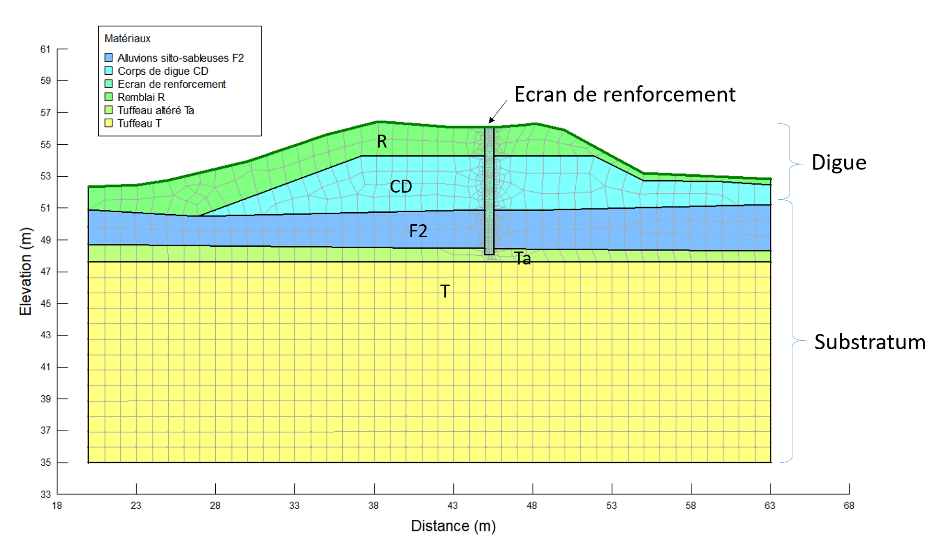 Matériaux
Alluvions silto-sableuses F2
Corps de digue CD
Ecran de renforcement
Remblai R
Tuffeau altéré Ta
Tuffeau T
Ecran de renforcement
R
CD
F2
Ta
T
Digue
Substratum
Elevation (m)
61
59
57
55
53
51
49
47
45
43
41
39
37
35
33
18
23
28
33
38
43
48
53
58
63
68
Distance (m)